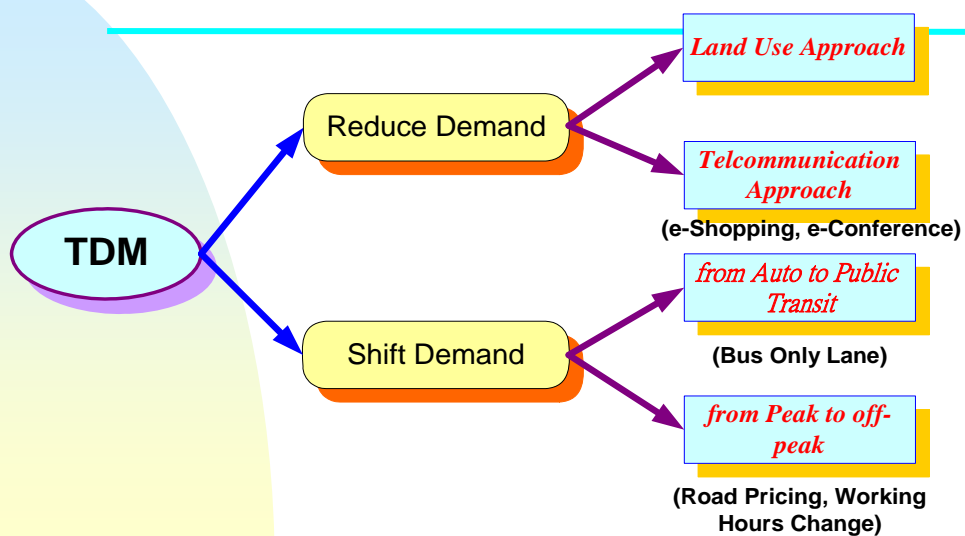 Land Use Approach
Reduce Demand
Telcommunication
Approach
(e-Shopping, e-Conference)
TDM
from Auto to Public
Transit
(Bus Only Lane)
Shift Demand
from Peak to off-
peak
(Road Pricing, Working
Hours Change)